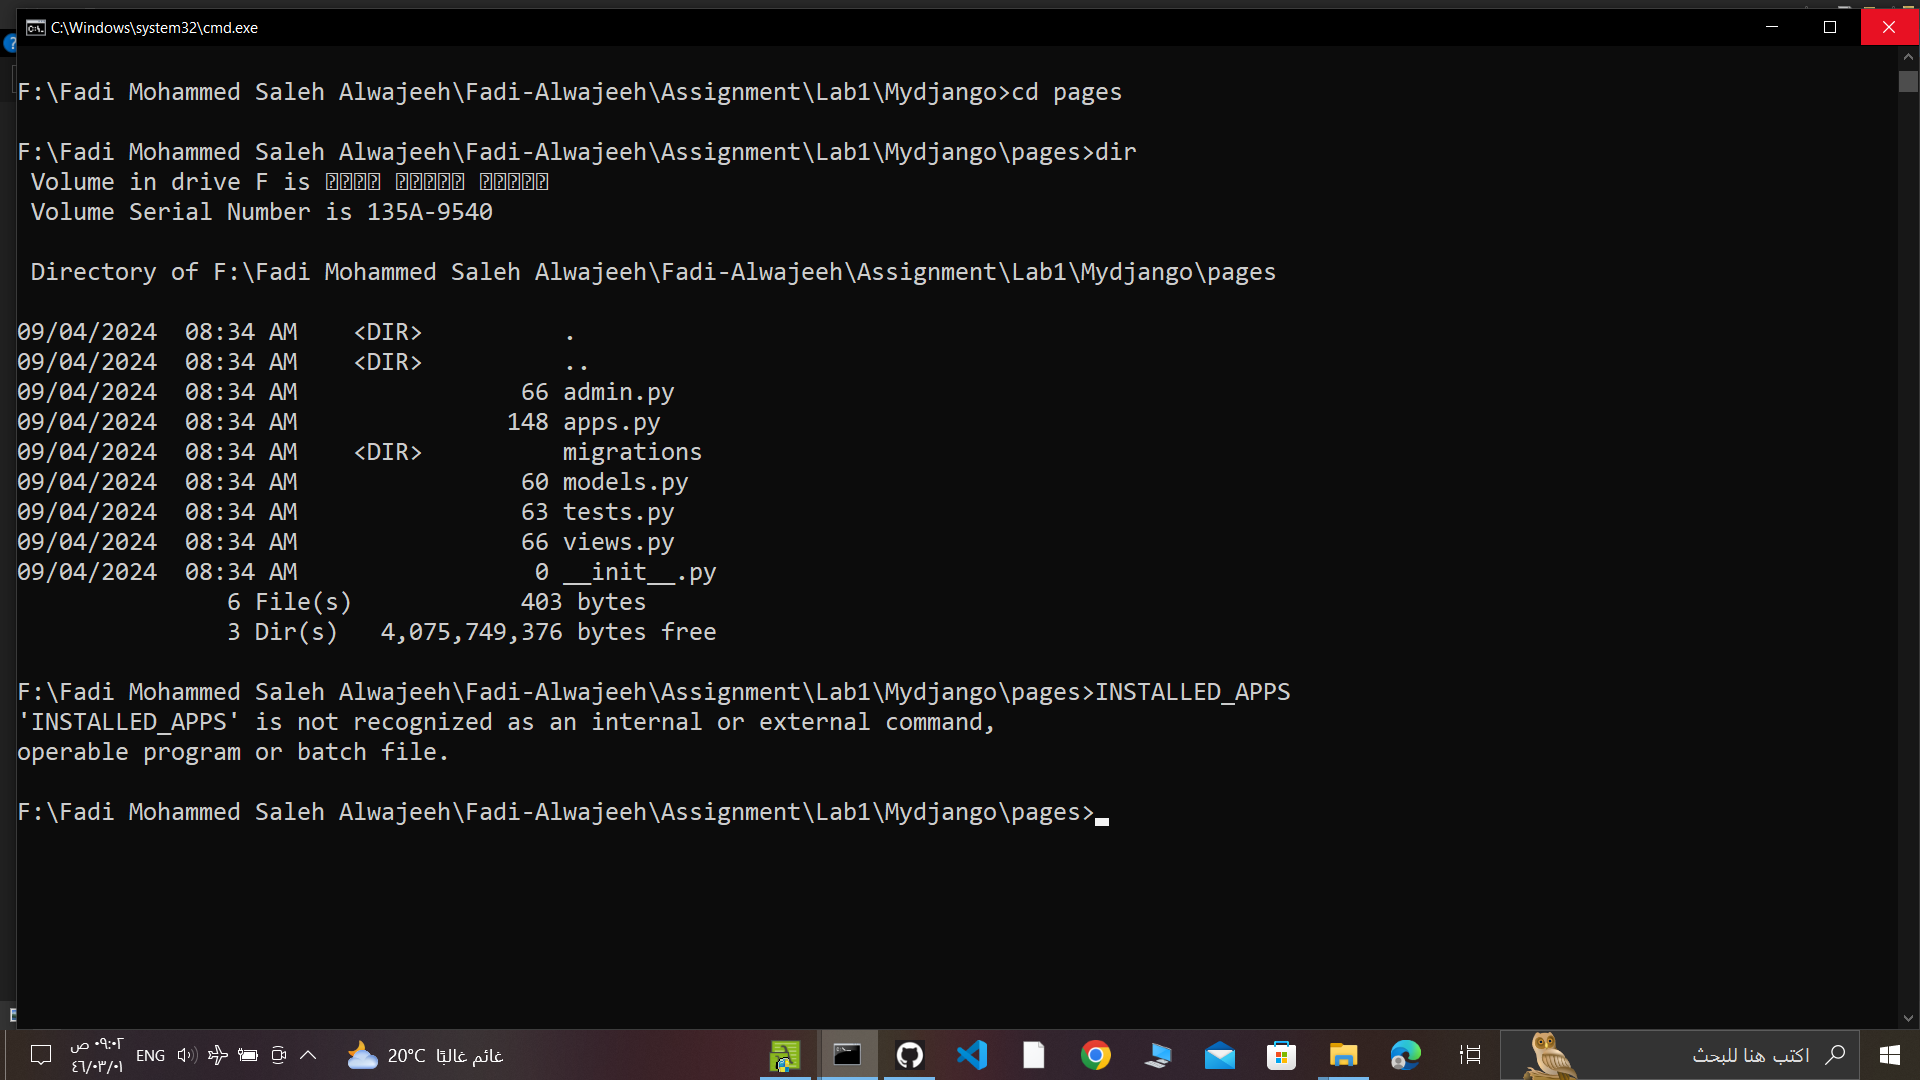 C:\Windows\system32\cmd.exe
F:\Fadi Mohammed Saleh Alwajeeh\Fadi-Alwajeeh\Assignment\Lab1\Mydjango>cd pages
F:\Fadi Mohammed Saleh Alwajeeh\Fadi-Alwajeeh\Assignment\Lab1\Mydjango\pages>dir
Volume in drive F is
Volume Serial Number is 135A-9540
Directory of F:\Fadi Mohammed Saleh Alwajeeh\Fadi-Alwajeeh\Assignment\Lab1\Mydjango\pages
09/04/2024  08:34 AM    <DIR>          .
09/04/2024  08:34 AM    <DIR>          ..
09/04/2024  08:34 AM                66 admin.py
09/04/2024  08:34 AM               148 apps.py
09/04/2024  08:34 AM    <DIR>          migrations
09/04/2024  08:34 AM                60 models.py
09/04/2024  08:34 AM                63 tests.py
09/04/2024  08:34 AM                66 views.py
09/04/2024  08:34 AM                 0 __init__.py
6 File(s)            403 bytes
3 Dir(s)   4,075,749,376 bytes free
F:\Fadi Mohammed Saleh Alwajeeh\Fadi-Alwajeeh\Assignment\Lab1\Mydjango\pages>INSTALLED_APPS
'INSTALLED_APPS' is not recognized as an internal or external command,
operable program or batch file.
F:\Fadi Mohammed Saleh Alwajeeh\Fadi-Alwajeeh\Assignment\Lab1\Mydjango\pages>
اكتب هنا للبحث
20°C غائم غالبًا
ENG
٠٩:٠٢ ص
٤٦/٠٣/٠١